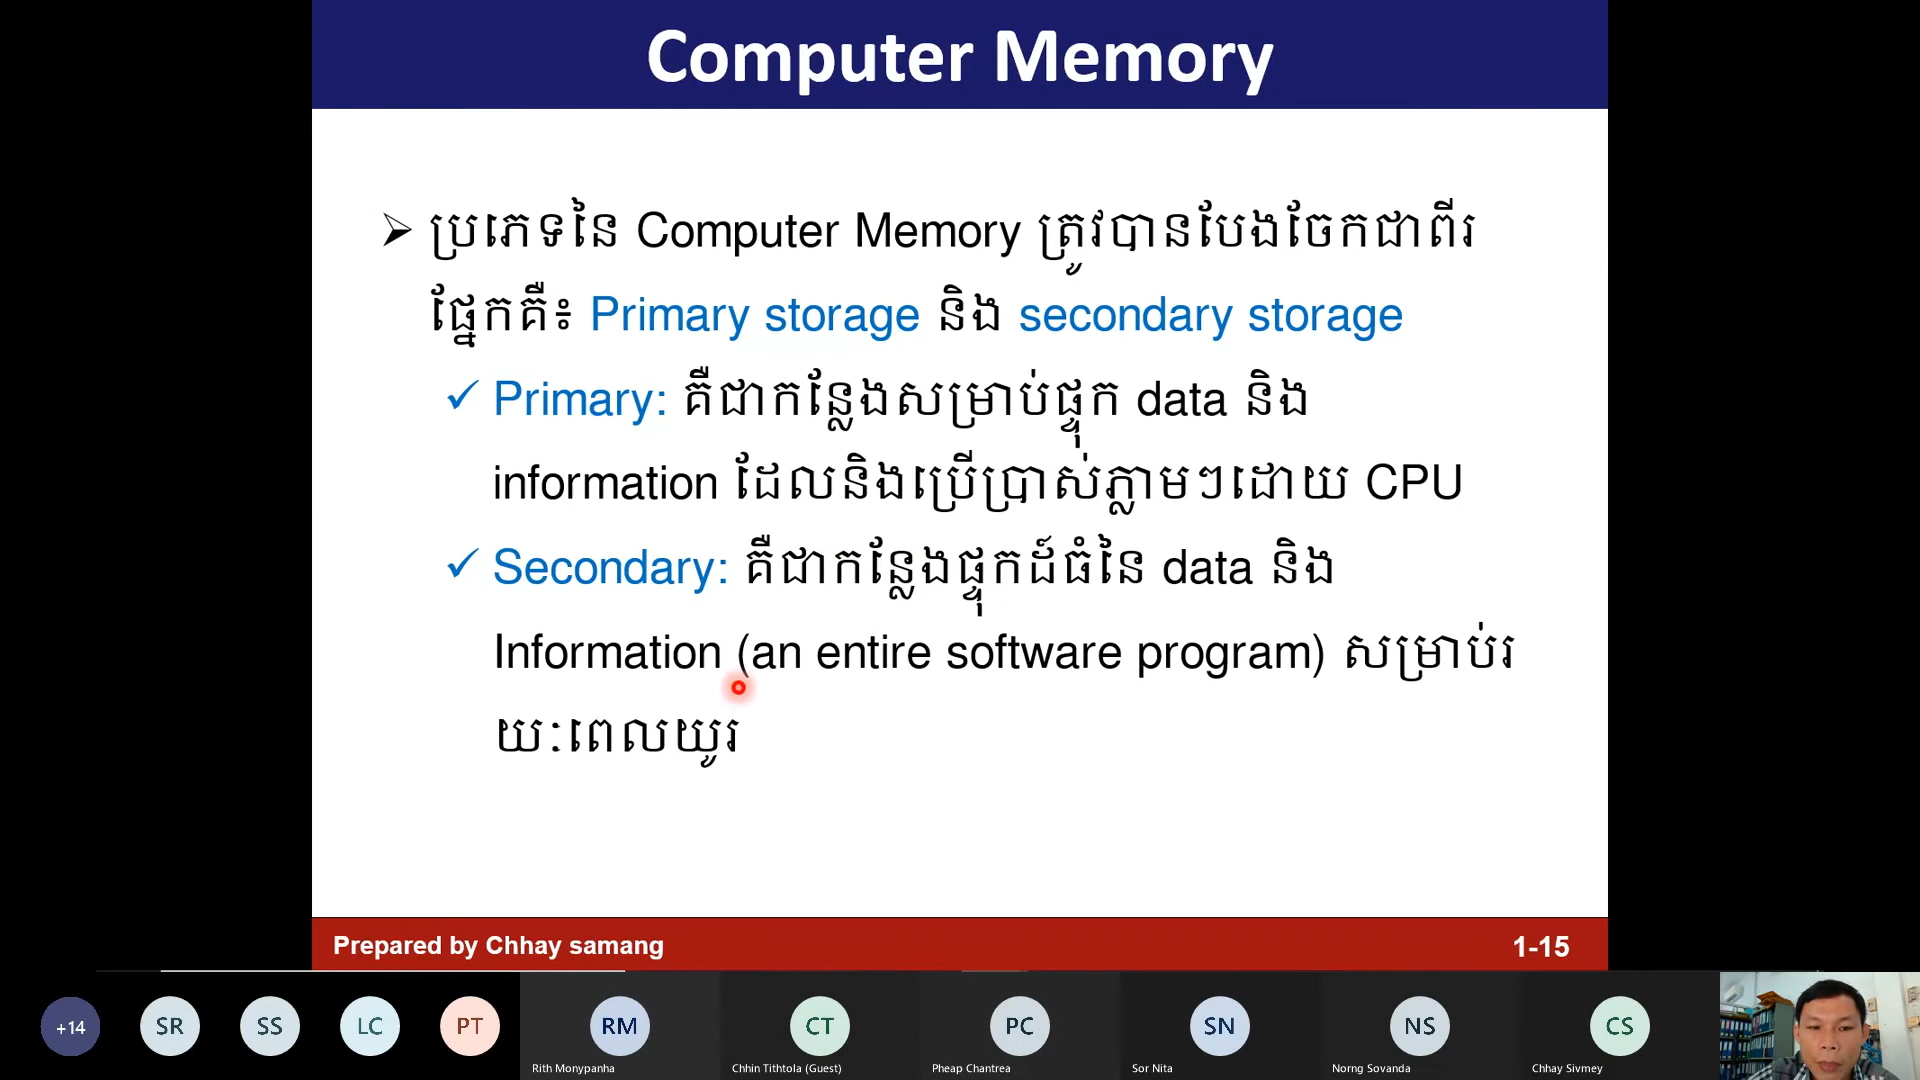 Computer Memory
ប្រភេទនៃ Computer Memory ត្រូវបានបែងចែកជាពីរ
ផ្នែកគឺ៖ Primary storage និង secondary storage
Primary: គឺជាកន្លែងសម្រាប់ផ្ទុក data និង
information ដែលនិងប្រើប្រាស់ភ្លាមៗដោយ CPU
Secondary: គឺជាកន្លែងផ្ទុកដ៍ធំនៃ data និង
Information (an entire software program) សម្រាប់រ
យៈពេលយូរ
Prepared by Chhay samang
1-15
+14
SR
SS
LC
PT
RM
CT
PC
SN
NS
CS
Rith Monypanha
Chhin Tithtola (Guest)
Pheap Chantrea
Sor Nita
Norng Sovanda
Chhay Sivmey